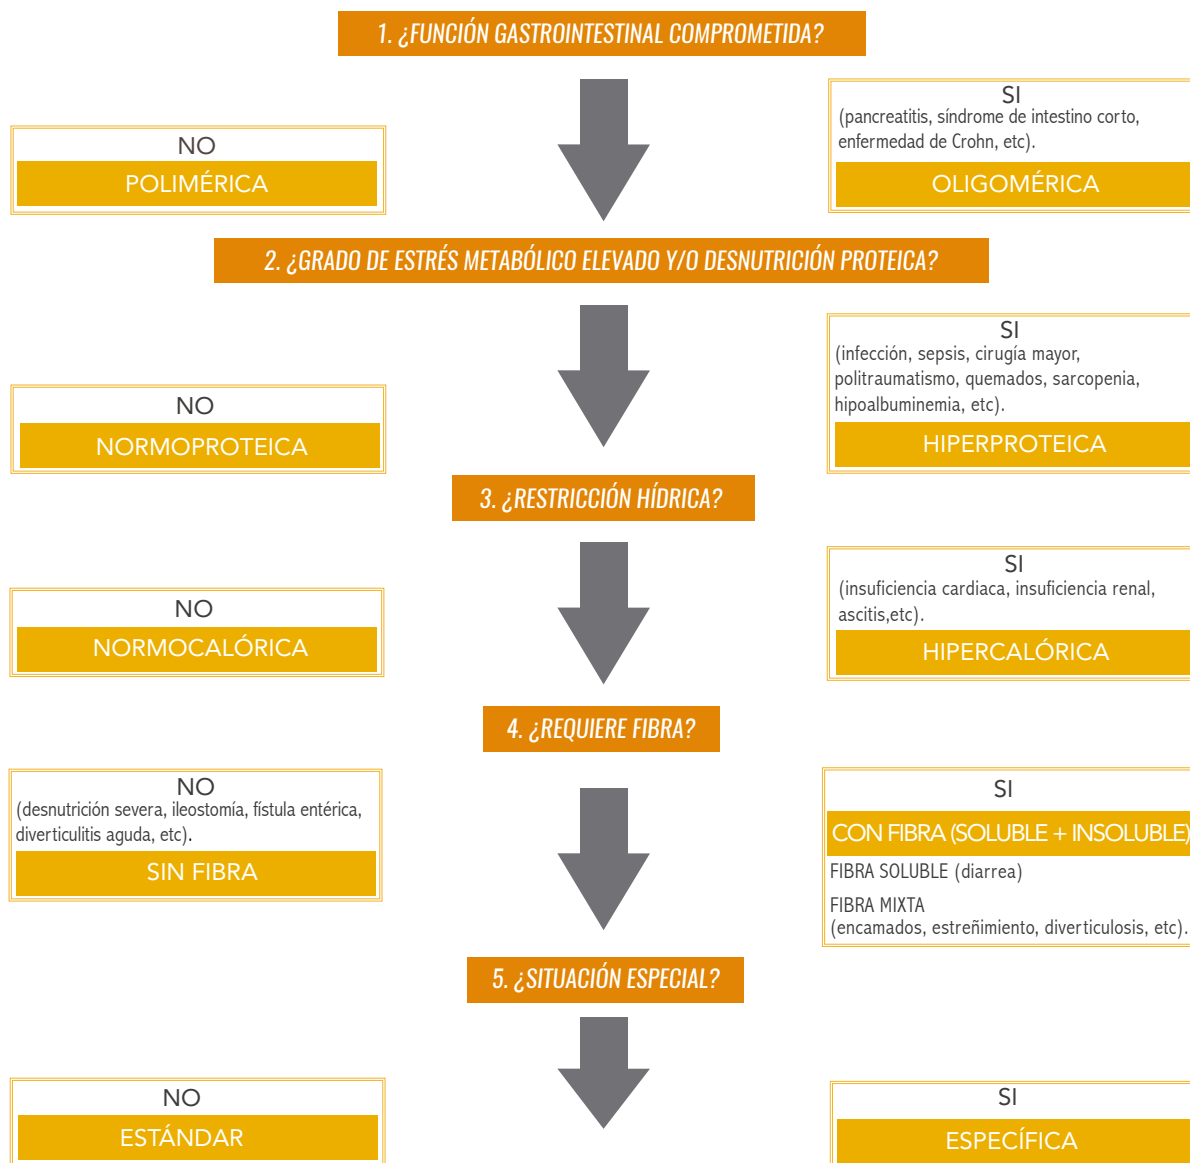 1. ¿FUNCIÓN GASTROINTESTINAL COMPROMETIDA?
NO
POLIMÉRICA
SI
(pancreatitis, síndrome de intestino corto,
enfermedad de Crohn, etc).
OLIGOMÉRICA
2. ¿GRADO DE ESTRÉS METABÓLICO ELEVADO Y/O DESNUTRICIÓN PROTEICA?
NO
NORMOPROTEICA
SI
(infección, sepsis, cirugía mayor,
politraumatismo, quemados, sarcopenia,
hipoalbuminemia, etc).
HIPERPROTEICA
3. ¿RESTRICCIÓN HÍDRICA?
NO
NORMOCALÓRICA
SI
(insuficiencia cardiaca, insuficiencia renal,
ascitis,etc).
HIPERCALÓRICA
4. ¿REQUIERE FIBRA?
NO
(desnutrición severa, ileostomía, fístula entérica,
diverticulitis aguda, etc).
SIN FIBRA
SI
CON FIBRA (SOLUBLE + INSOLUBLE)
FIBRA SOLUBLE (diarrea)
FIBRA MIXTA
(encamados, estreñimiento, diverticulosis, etc).
5. ¿SITUACIÓN ESPECIAL?
NO
ESTÁNDAR
SI
ESPECÍFICA